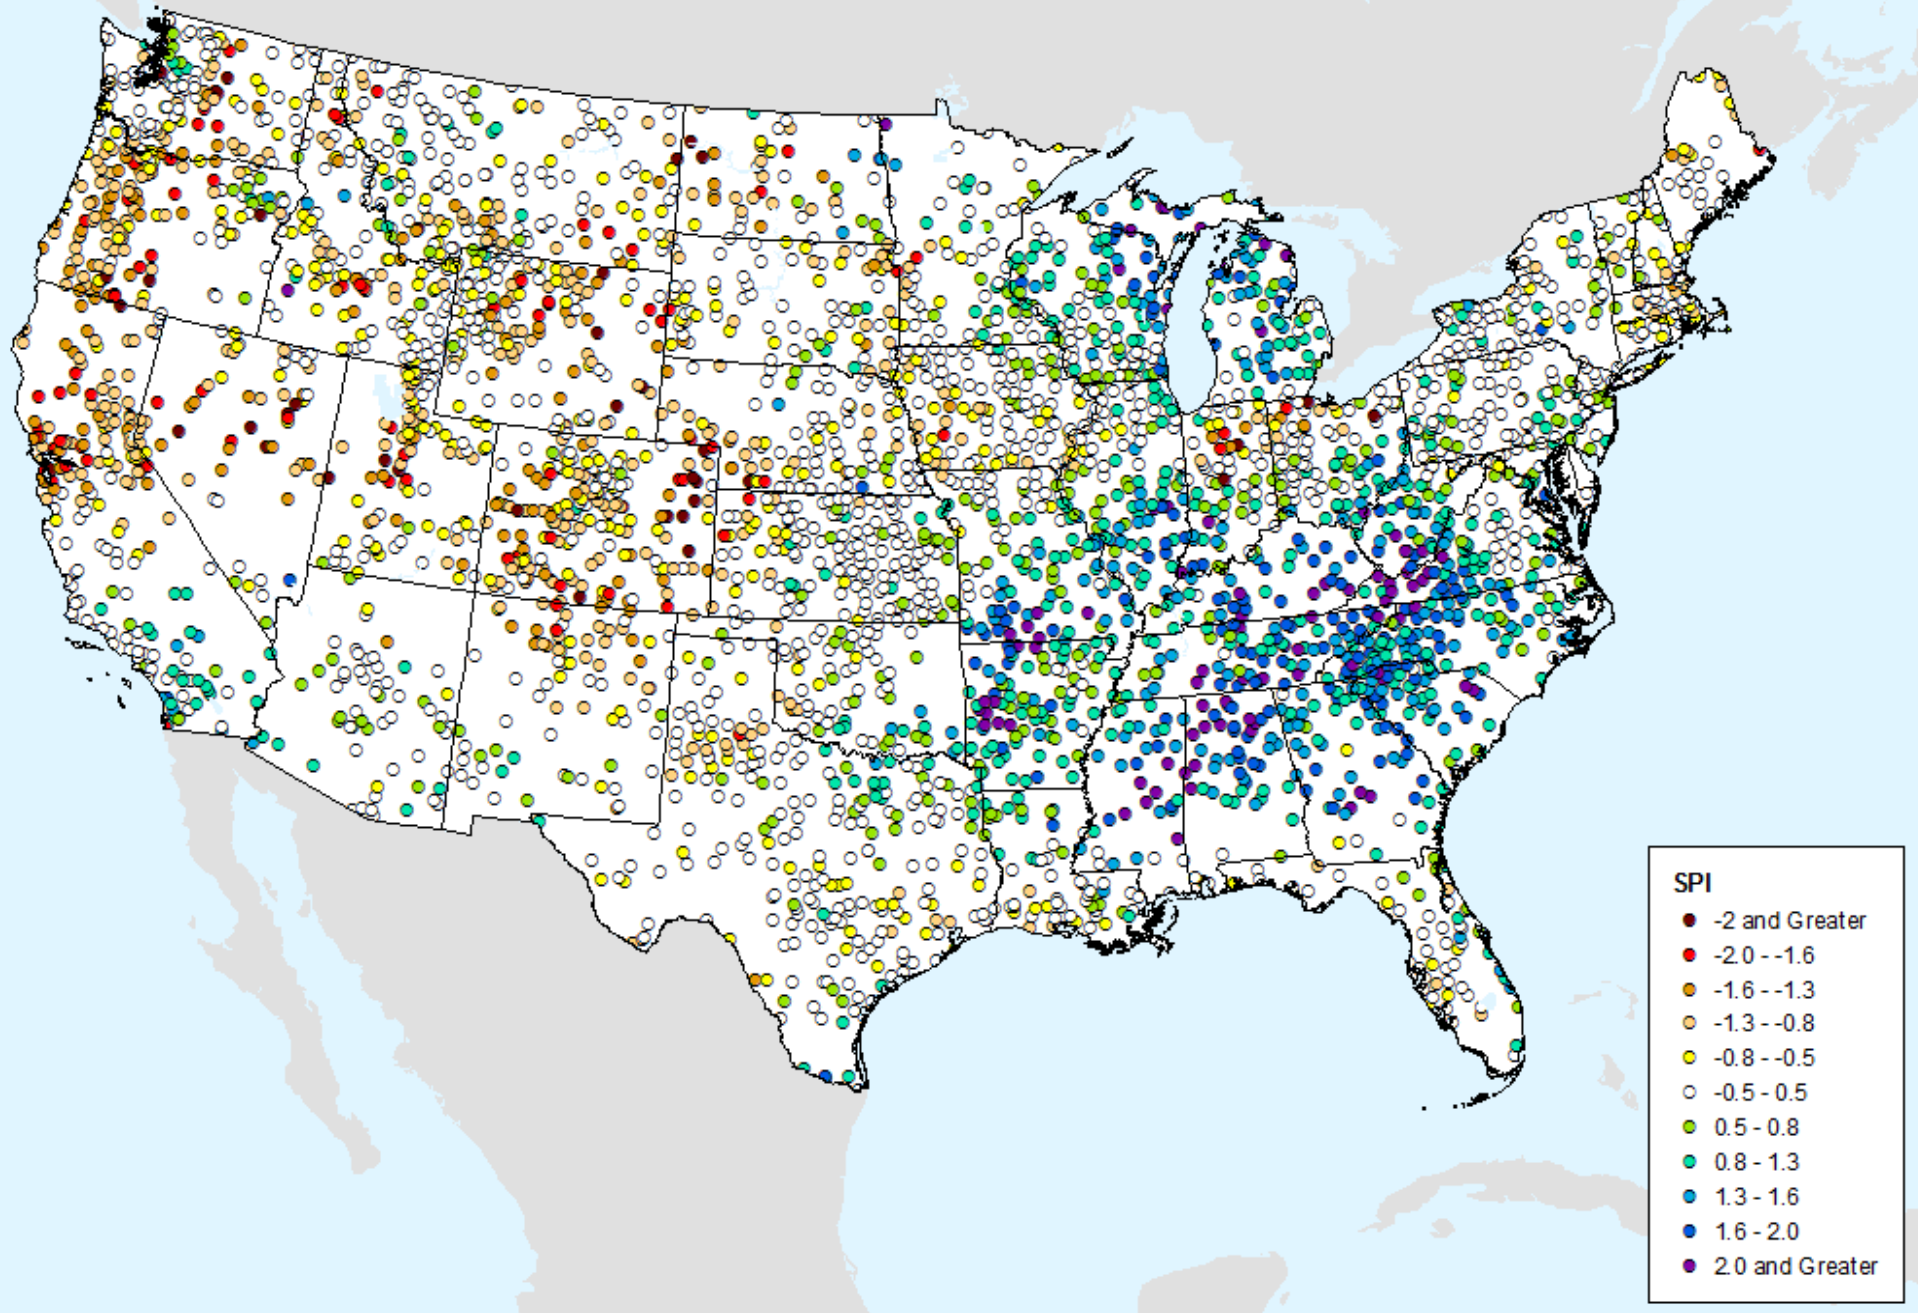 SPI
-2 and Greater
-2.0 - -1.6
-1.6 - -1.3
-1.3 - -0.8
-0.8 - -0.5
-0.5 - 0.5
0.5 - 0.8
0.8 - 1.3
1.3 - 1.6
1.6 - 2.0
2.0 and Greater